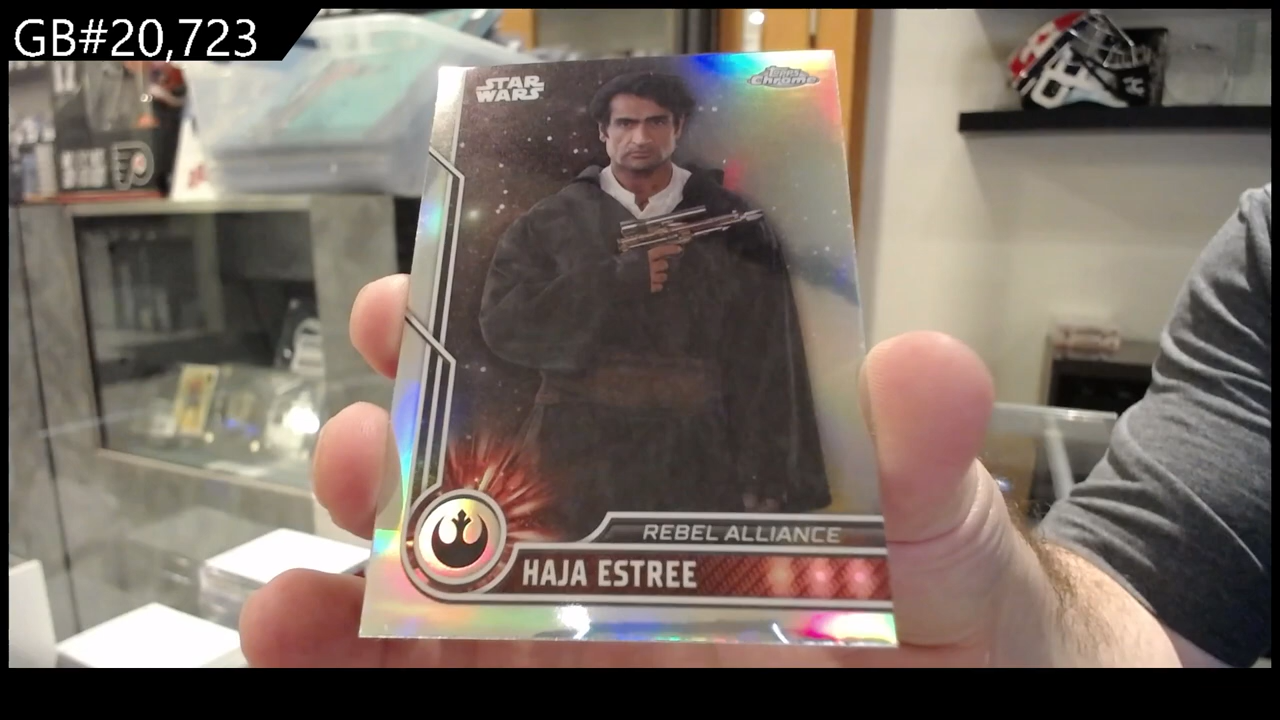 GB#20,723
STAR
WARS
Topps
Chrome
REBEL ALLIANCE
HAJA ESTREE